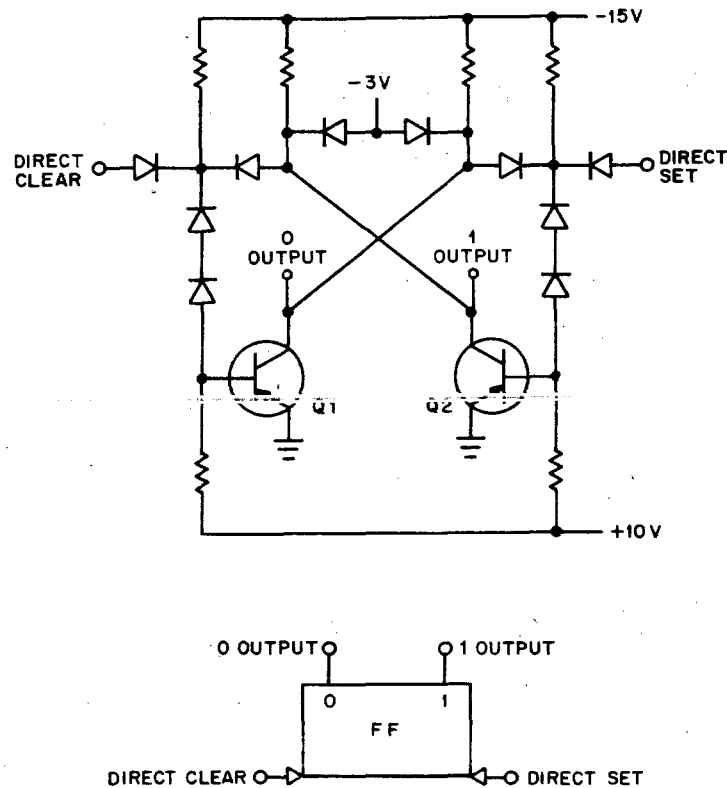 -15V
-3V
DIRECT
CLEAR
DIRECT
SET
0
OUTPUT
1
OUTPUT
Q1
Q2
+10V
0 OUTPUT
1 OUTPUT
0
1
FF
DIRECT CLEAR
DIRECT SET